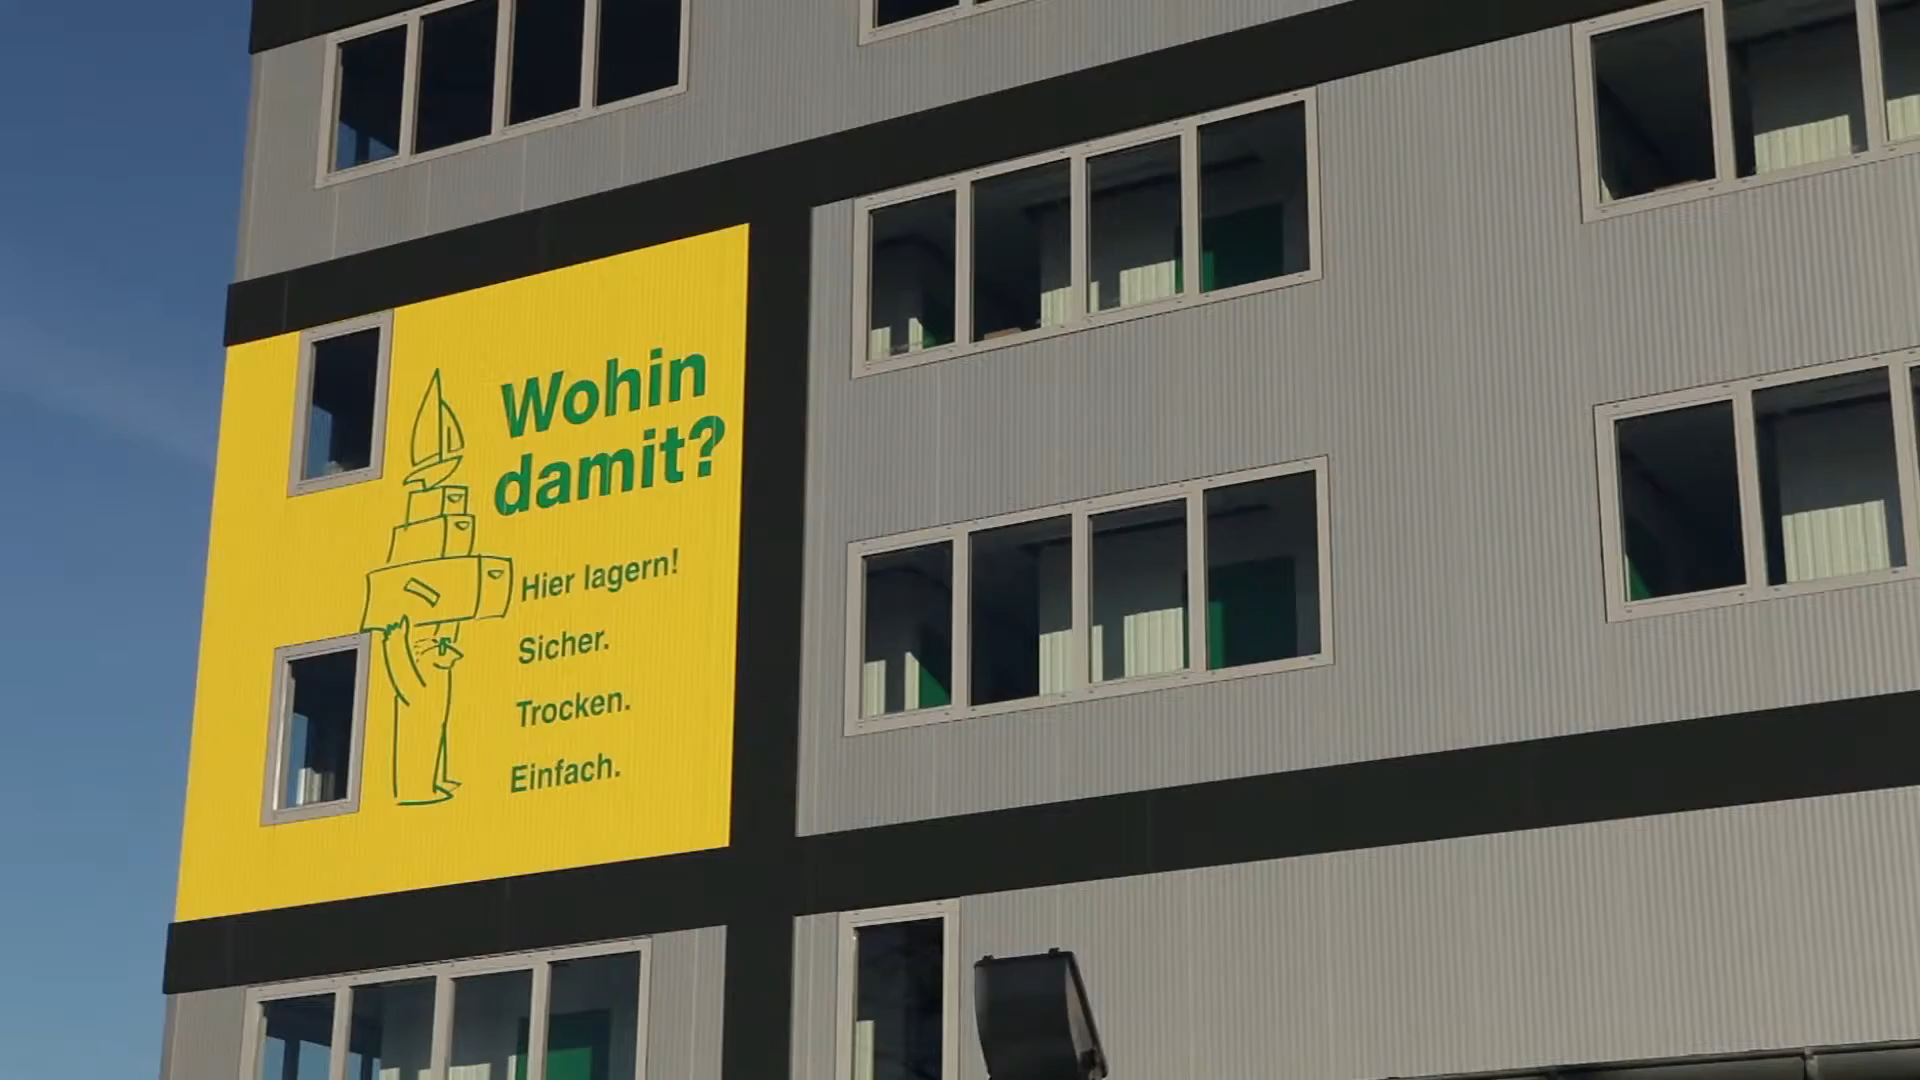 Wohin
damit?
Hier lagern!
Sicher.
Trocken.
Einfach.